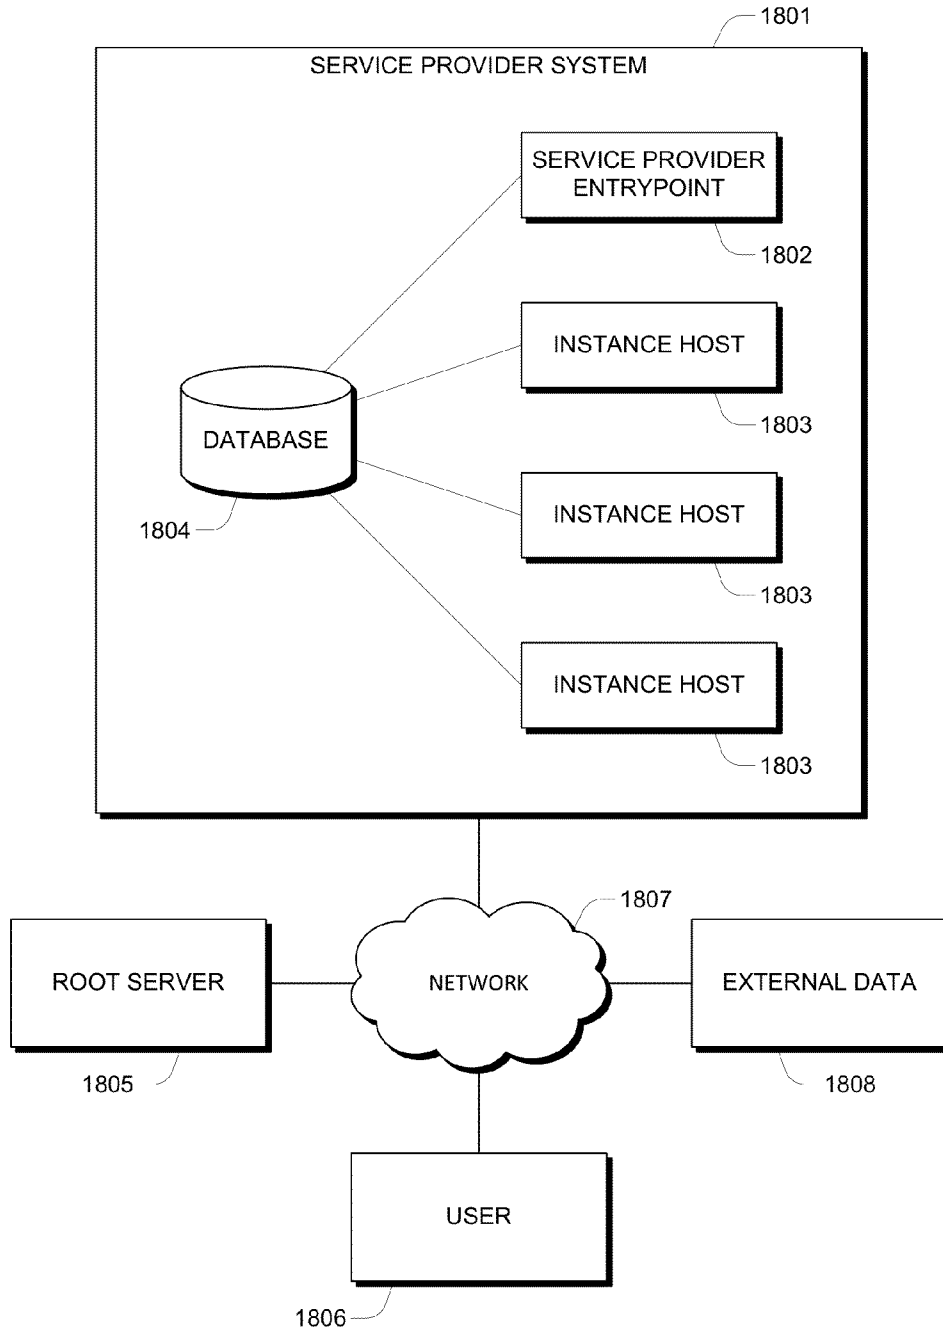 1801
SERVICE PROVIDER SYSTEM
SERVICE PROVIDER
ENTRYPOINT
1802
INSTANCE HOST
1803
DATABASE
1804
INSTANCE HOST
1803
INSTANCE HOST
1803
1807
ROOT SERVER
NETWORK
EXTERNAL DATA
1805
1808
USER
1806